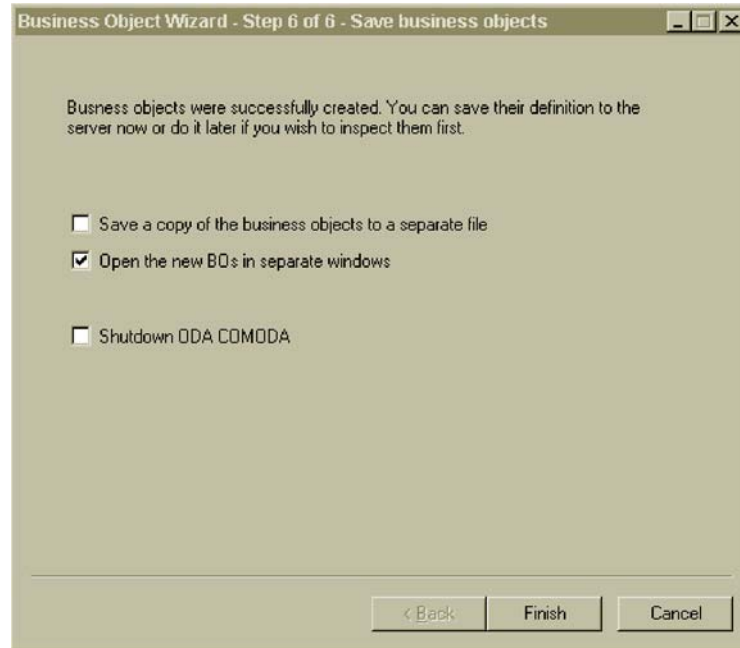 Business Object Wizard - Step 6 of 6 - Save business objects
Busness objects were successfully created. You can save their definition to the
server now or do it later if you wish to inspect them first.
Save a copy of the business objects to a separate file
Open the new BOs in separate windows
Shutdown ODA COMODA
< Back
Finish
Cancel